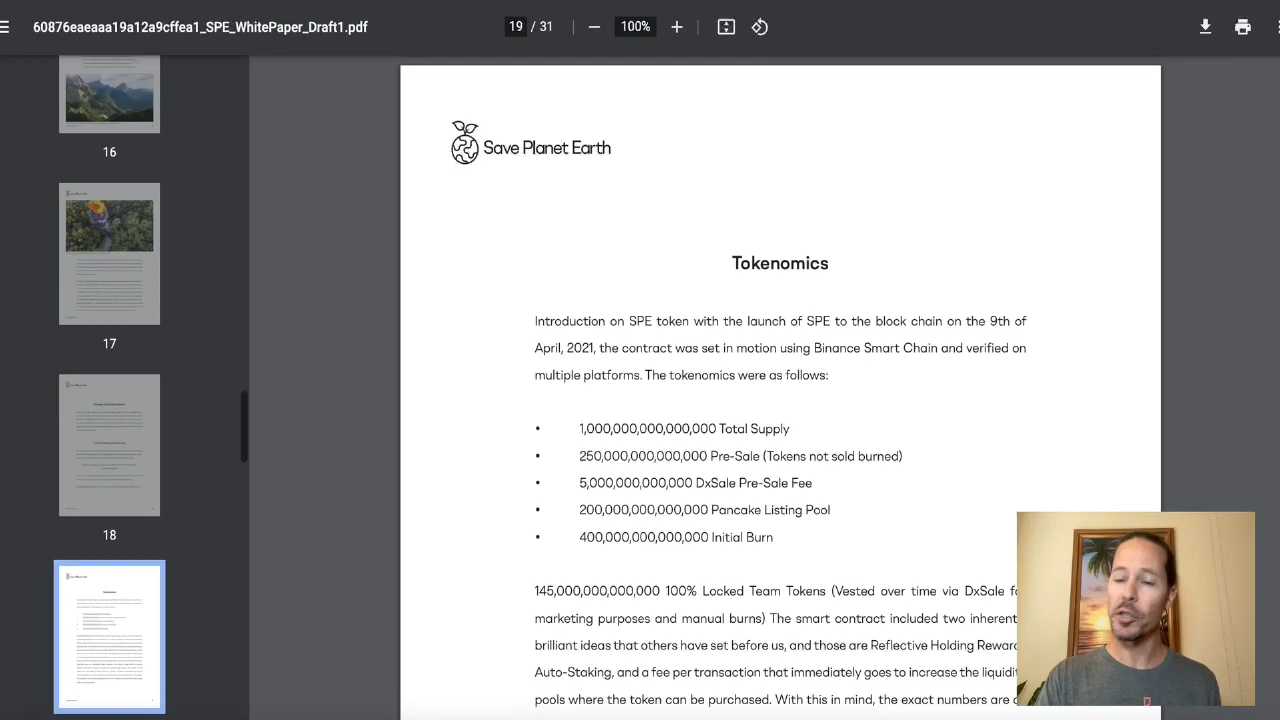 60876eaeaaa19a12a9cffea1_SPE_WhitePaper_Draft1.pdf
19 / 31
100%
16
17
18
Save Planet Earth
Tokenomics
Introduction on SPE token with the launch of SPE to the block chain on the 9th of
April, 2021, the contract was set in motion using Binance Smart Chain and verified on
multiple platforms. The tokenomics were as follows:
• 1,000,000,000,000,000 Total Supply
• 250,000,000,000,000 Pre-Sale (Tokens not sold burned)
• 5,000,000,000,000 DxSale Pre-Sale Fee
• 200,000,000,000,000 Pancake Listing Pool
• 400,000,000,000,000 Initial Burn
145,000,000,000,000 100% Locked Team Tokens (Vested over time via DxSale
marketing purposes and manual burns) The smart contract included two inherent
brilliant ideas that others have set before us and these are Reflective Holding
Auto-Staking, and a fee per transaction that immediately goes to increase the
pools where the token can be purchased. With this in mind, the exact numbers are